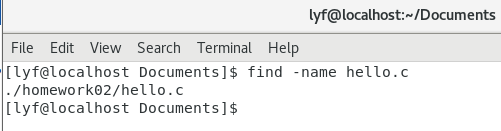 lyf@localhost:~/Documents
File Edit View Search Terminal Help
[lyf@localhost Documents]$ find -name hello.c
./homework02/hello.c
[lyf@localhost Documents]$